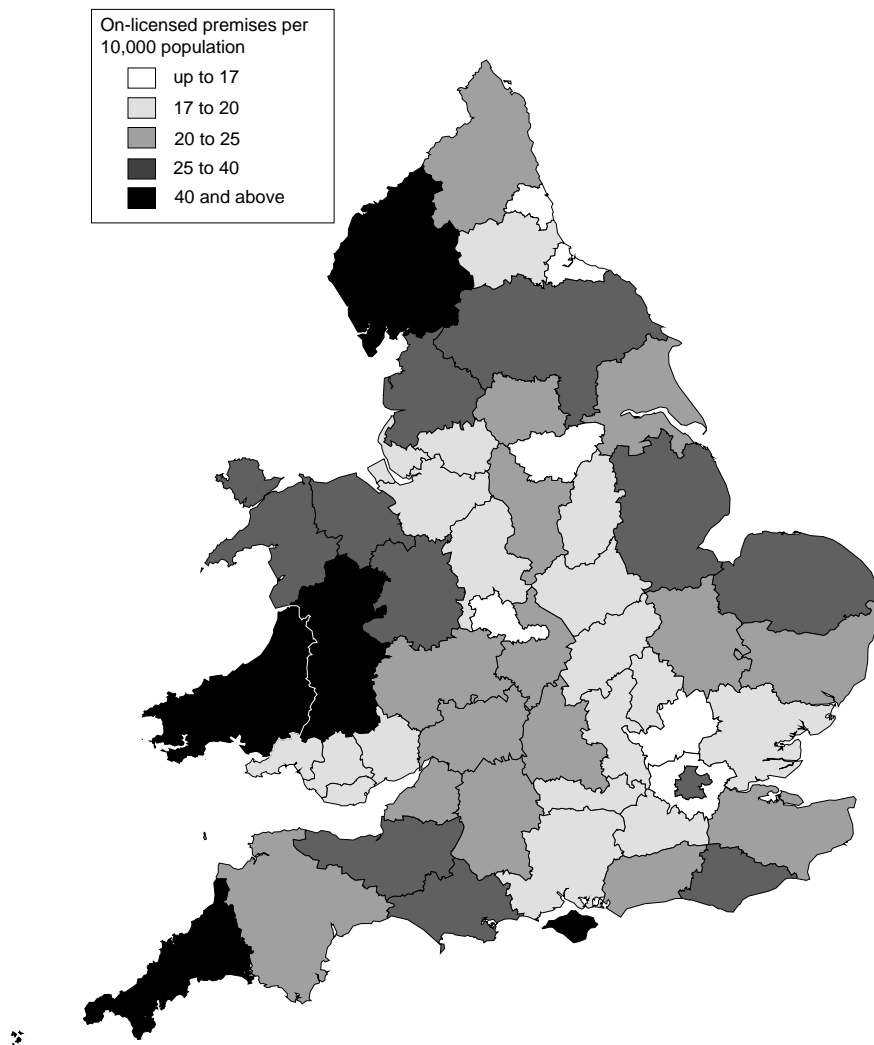 On-licensed premises per
10,000 population
up to 17
17 to 20
20 to 25
25 to 40
40 and above